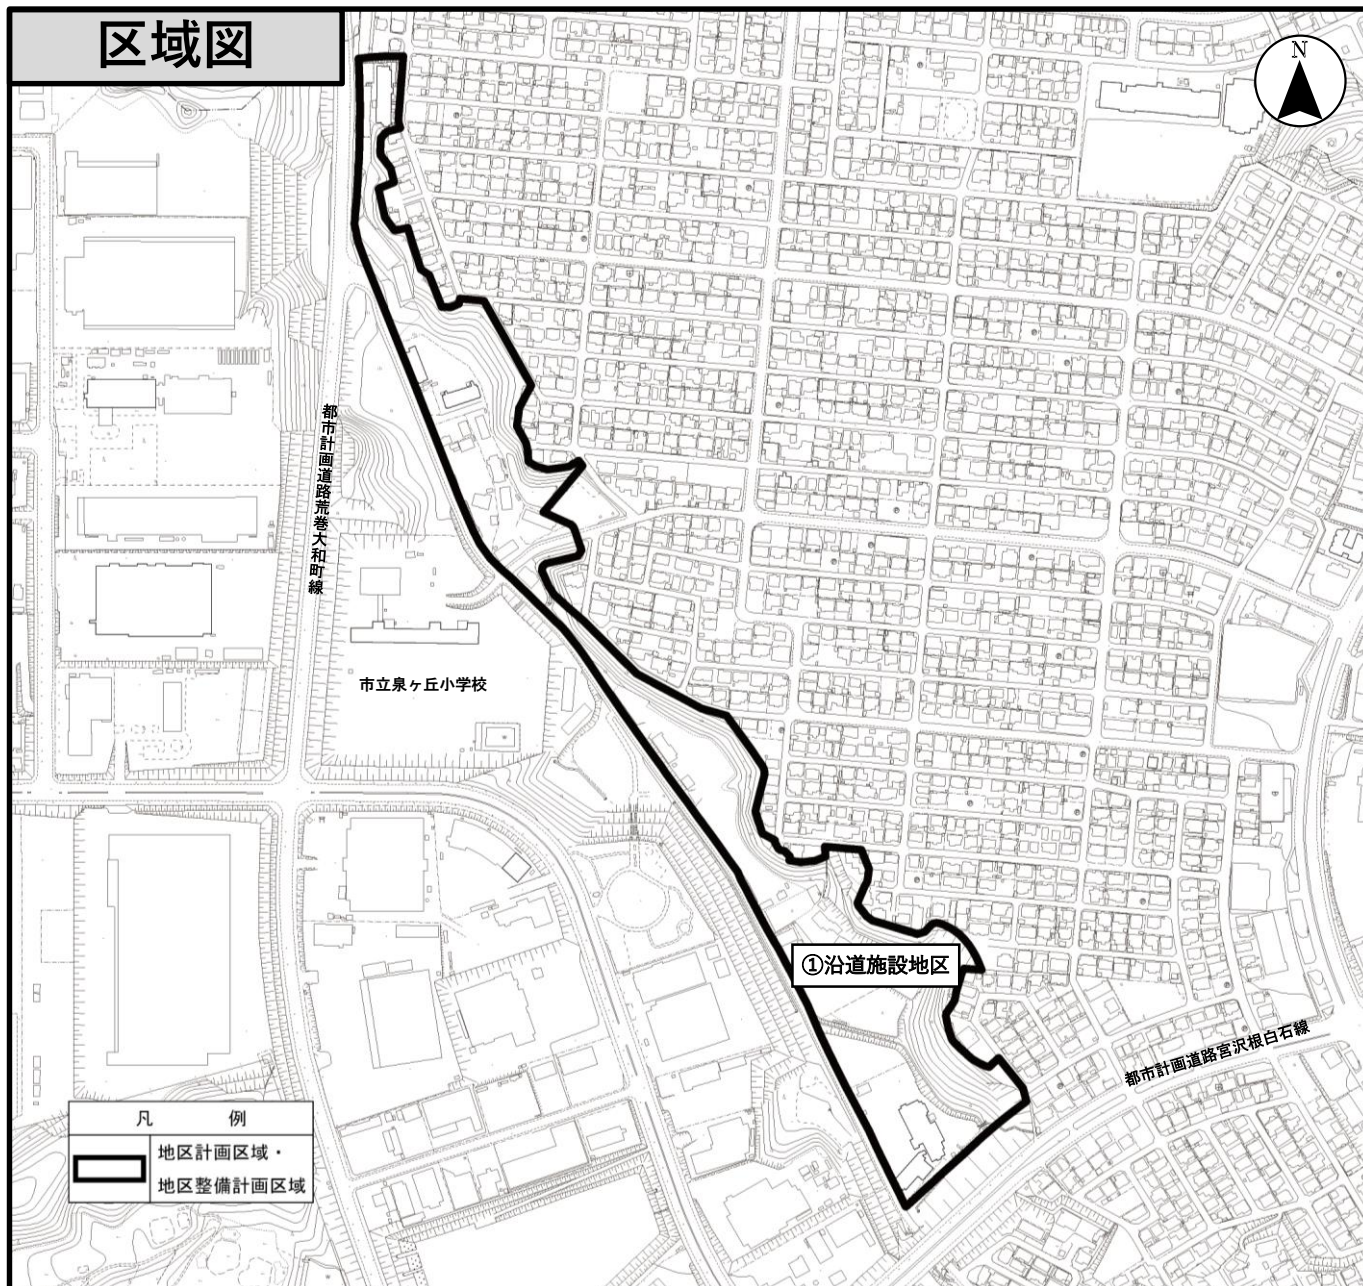 区域図
N
都市計画道路荒巻大和町線
市立泉ヶ丘小学校
①沿道施設地区
都市計画道路宮沢根白石線
凡 例
地区計画区域・
地区整備計画区域